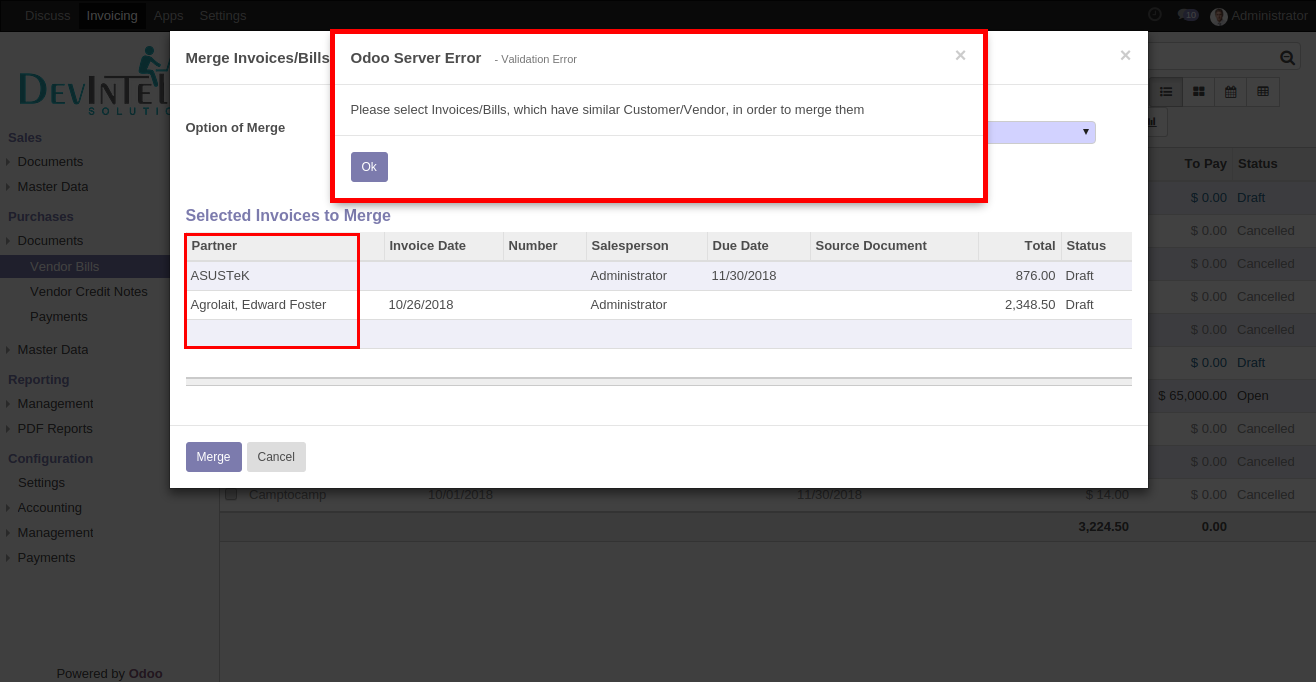 Discuss Invoicing Apps Settings 10 Administrator
DEVINTEL
SOLUTIO
Sales
Documents
Master Data
Purchases
Documents
Vendor Bills
Vendor Credit Notes
Payments
Master Data
Reporting
Management
PDF Reports
Configuration
Settings
Accounting
Management
Payments
Powered by Odoo
Merge Invoices/Bills
×
Odoo Server Error - Validation Error ×
Please select Invoices/Bills, which have similar Customer/Vendor, in order to merge them
Ok
Option of Merge
Selected Invoices to Merge
Partner Invoice Date Number Salesperson Due Date Source Document Total Status
ASUSTeK Administrator 11/30/2018 876.00 Draft
Agrolait, Edward Foster 10/26/2018 Administrator 2,348.50 Draft
Merge Cancel
To Pay Status
$ 0.00 Draft
$ 0.00 Cancelled
$ 0.00 Cancelled
$ 0.00 Cancelled
$ 0.00 Cancelled
$ 0.00 Draft
$ 65,000.00 Open
$ 0.00 Cancelled
$ 0.00 Cancelled
Camptocamp 10/01/2018 11/30/2018 $ 14.00 $ 0.00 Cancelled
3,224.50 0.00